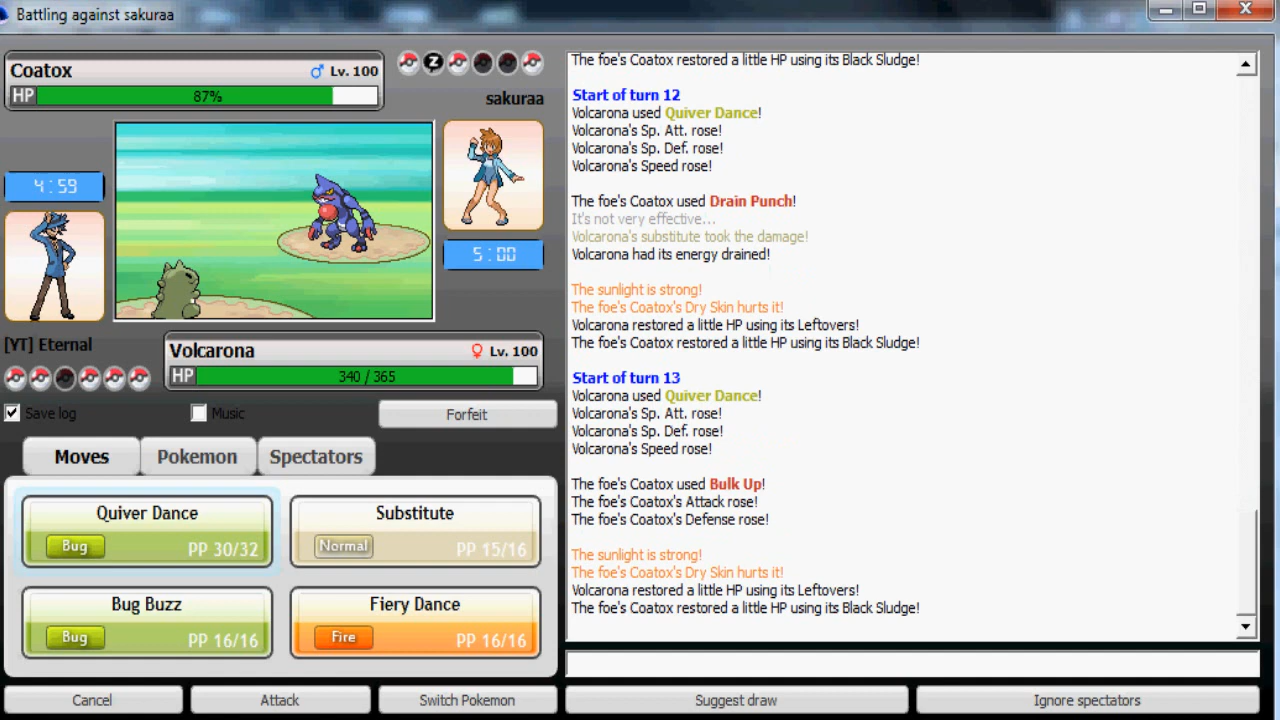 Battling against sakuraa
Coatox ♂ Lv. 100
HP 87%
sakuraa
4:59
5:00
[YT] Eternal
Volcarona ♀ Lv. 100
HP 340 / 365
Save log
Music
Forfeit
Moves
Pokemon
Spectators
Quiver Dance
Bug PP 30/32
Substitute
Normal PP 15/16
Bug Buzz
Bug PP 16/16
Fiery Dance
Fire PP 16/16
Cancel
Attack
Switch Pokemon
The foe's Coatox restored a little HP using its Black Sludge!
Start of turn 12
Volcarona used Quiver Dance!
Volcarona's Sp. Att. rose!
Volcarona's Sp. Def. rose!
Volcarona's Speed rose!
The foe's Coatox used Drain Punch!
It's not very effective...
Volcarona's substitute took the damage!
Volcarona had its energy drained!
The sunlight is strong!
The foe's Coatox's Dry Skin hurts it!
Volcarona restored a little HP using its Leftovers!
The foe's Coatox restored a little HP using its Black Sludge!
Start of turn 13
Volcarona used Quiver Dance!
Volcarona's Sp. Att. rose!
Volcarona's Sp. Def. rose!
Volcarona's Speed rose!
The foe's Coatox used Bulk Up!
The foe's Coatox's Attack rose!
The foe's Coatox's Defense rose!
The sunlight is strong!
The foe's Coatox's Dry Skin hurts it!
Volcarona restored a little HP using its Leftovers!
The foe's Coatox restored a little HP using its Black Sludge!
Suggest draw
Ignore spectators